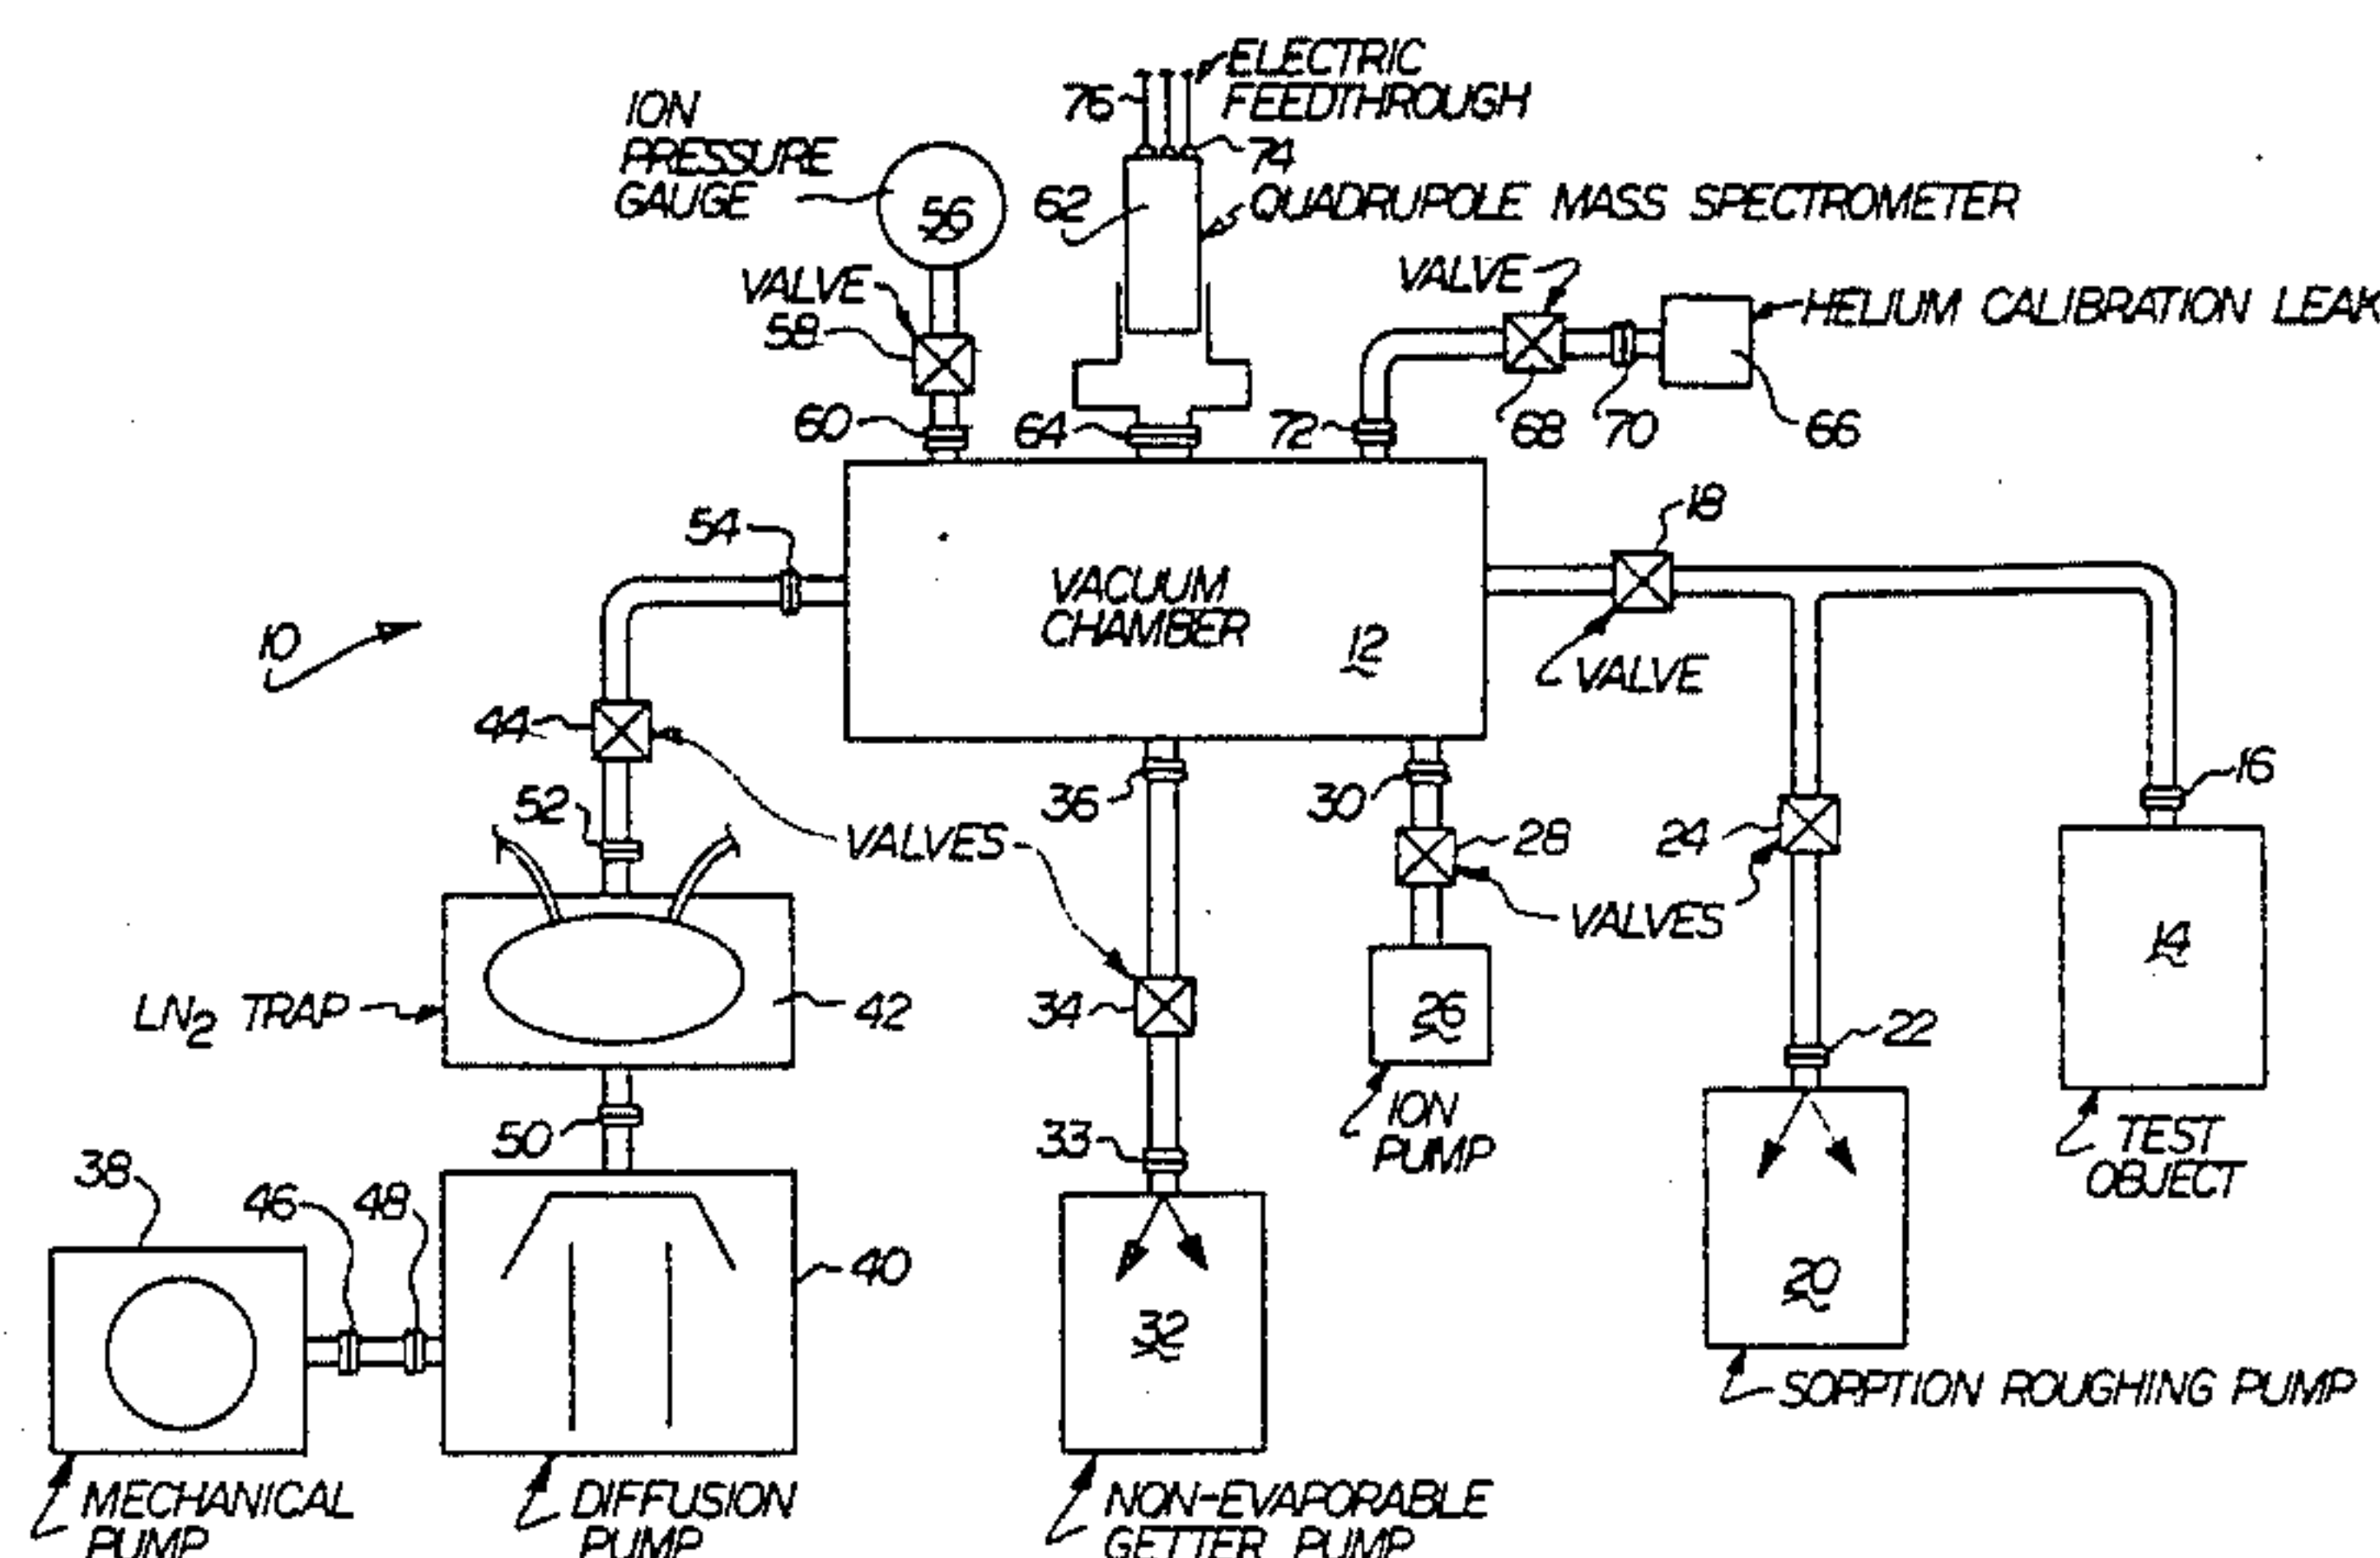 ELECTRIC
FEEDTHROUGH
76
74
ION
PRESSURE
GAUGE
56
62
QUADRUPOLE MASS SPECTROMETER
VALVE
58
VALVE
HELIUM CALIBRATION LEAK
60
64
72
68
70
66
54
18
VACUUM
CHAMBER
12
10
VALVE
44
52
36
30
16
VALVES
28
24
VALVES
14
LN2 TRAP
42
34
26
22
50
33
ION
PUMP
TEST
OBJECT
38
46
48
40
32
20
SORPTION ROUGHING PUMP
MECHANICAL
PUMP
DIFFUSION
PUMP
NON-EVAPORABLE
GETTER PUMP